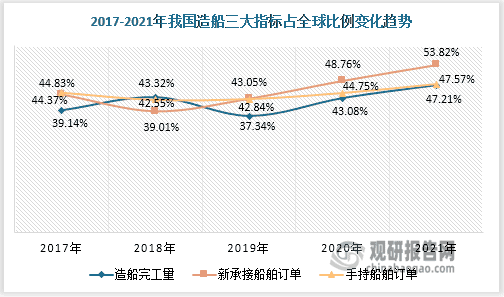 2017-2021年我国造船三大指标占全球比例变化趋势
53.82%
48.76%
44.83% 43.32% 43.05% 44.75% 47.57%
44.37% 42.55% 42.84% 43.08% 47.21%
39.14% 39.01% 37.34%
2017年 2018年 2019年 2020年 2021年
造船完工量 新承接船舶订单 手持船舶订单
观研报告网
chinabaogao.com